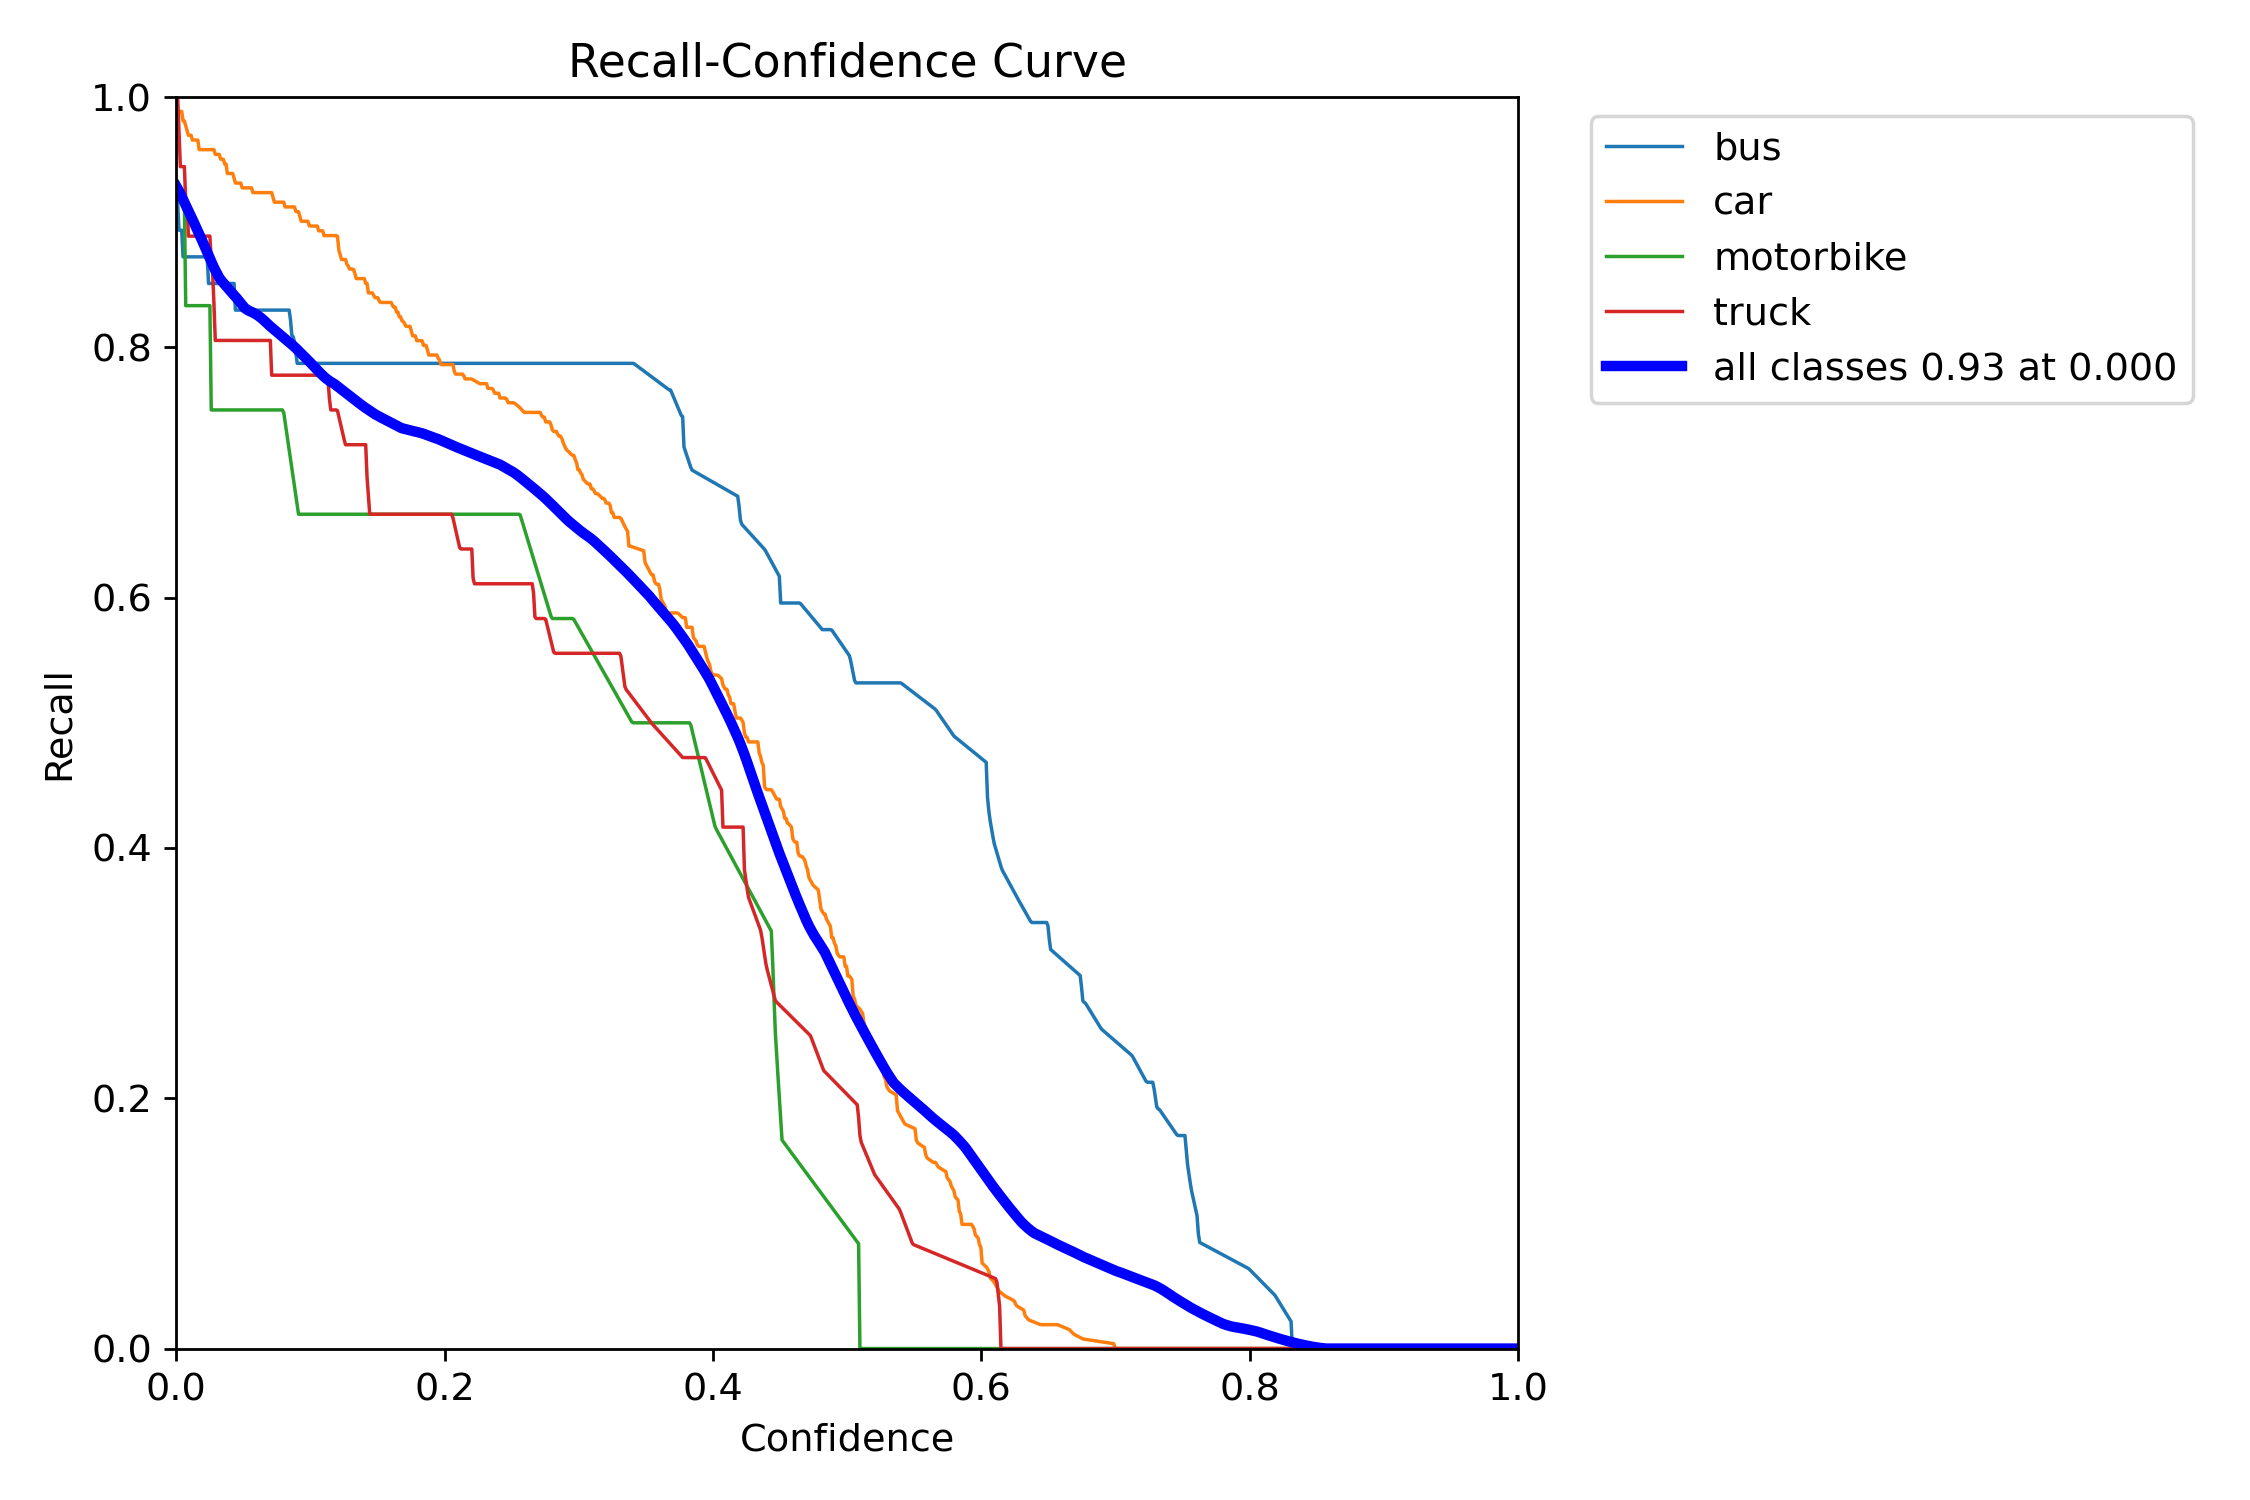 Recall-Confidence Curve
1.0
0.8
0.6
0.4
0.2
0.0
Recall
0.0 0.2 0.4 0.6 0.8 1.0
Confidence
bus
car
motorbike
truck
all classes 0.93 at 0.000